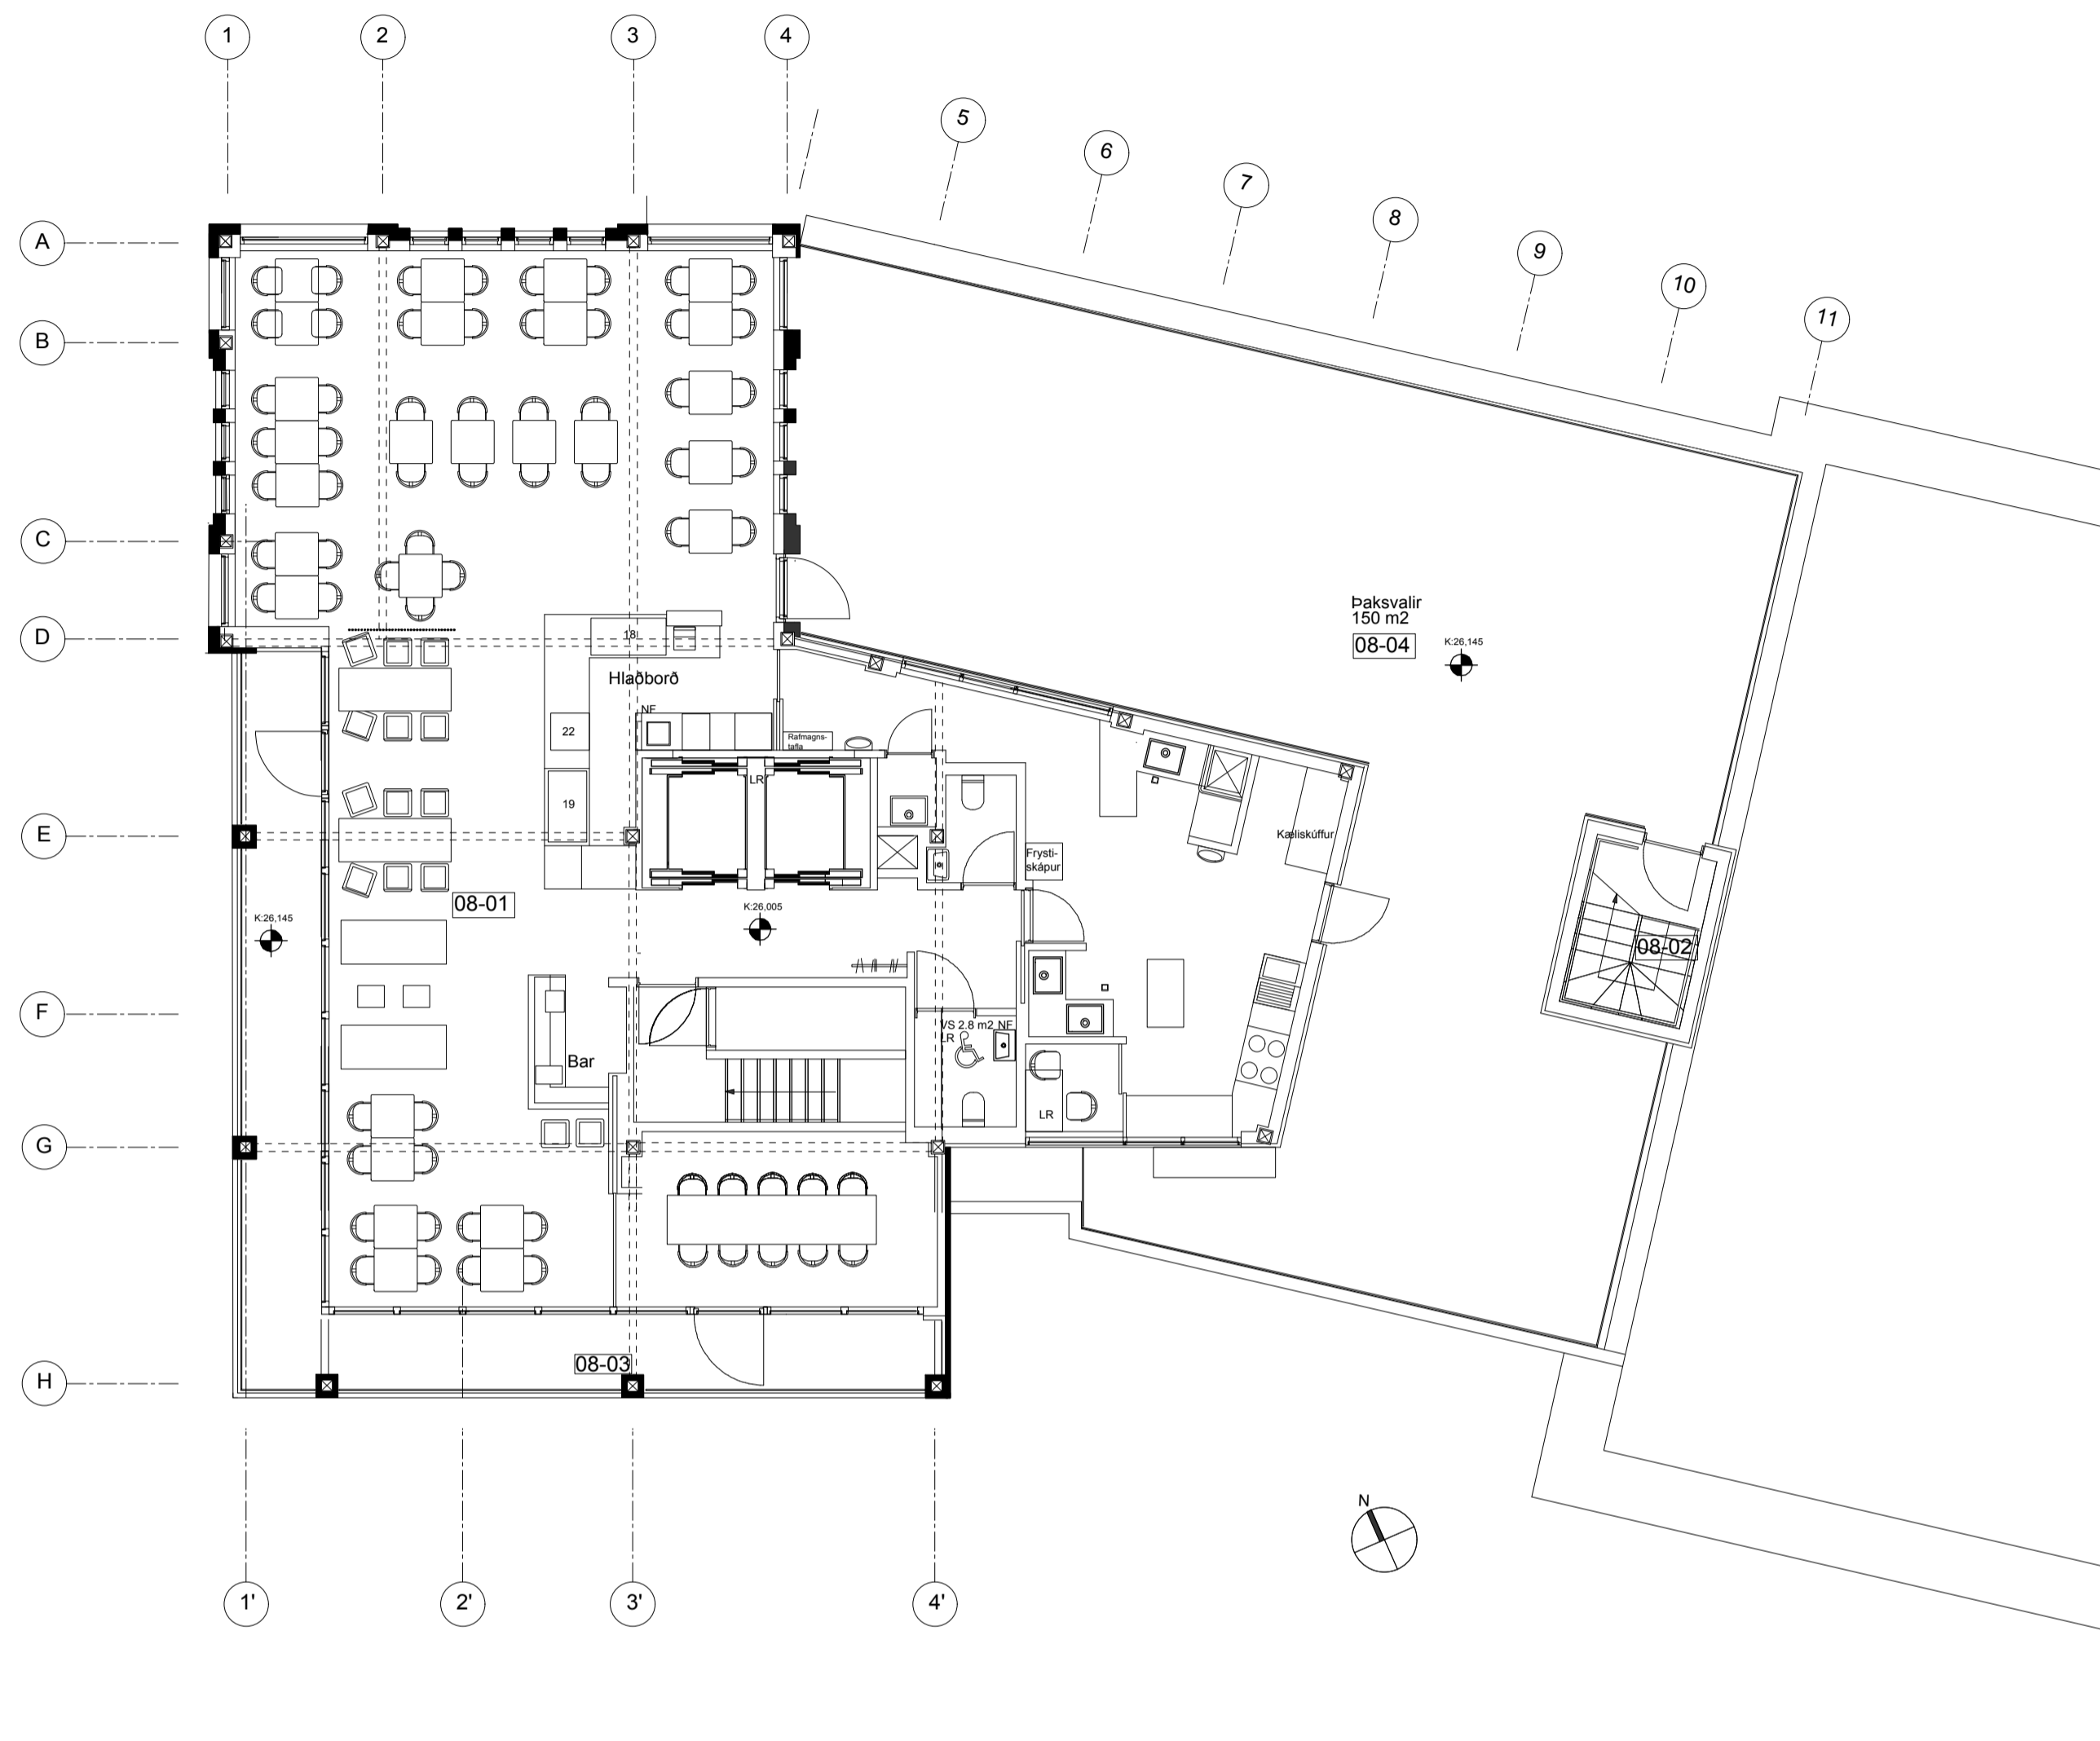 1
2
3
4
5
6
7
8
9
10
11
A
B
C
D
E
F
G
H
Þaksvalir
150 m2
08-04
K:26,145
18
Hlaðborð
NF
22
19
Rafmagns-
tafla
LR
Kæliskúffur
Frysti-
skápur
08-01
K:26,145
K:26,005
08-02
VS 2.8 m2 NF
LR
Bar
LR
08-03
N
1'
2'
3'
4'